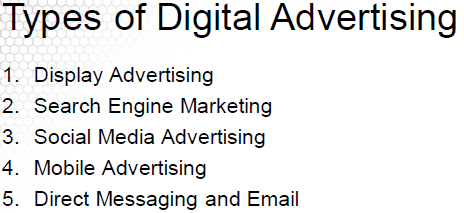 Types of Digital Advertising
1. Display Advertising
2. Search Engine Marketing
3. Social Media Advertising
4. Mobile Advertising
5. Direct Messaging and Email